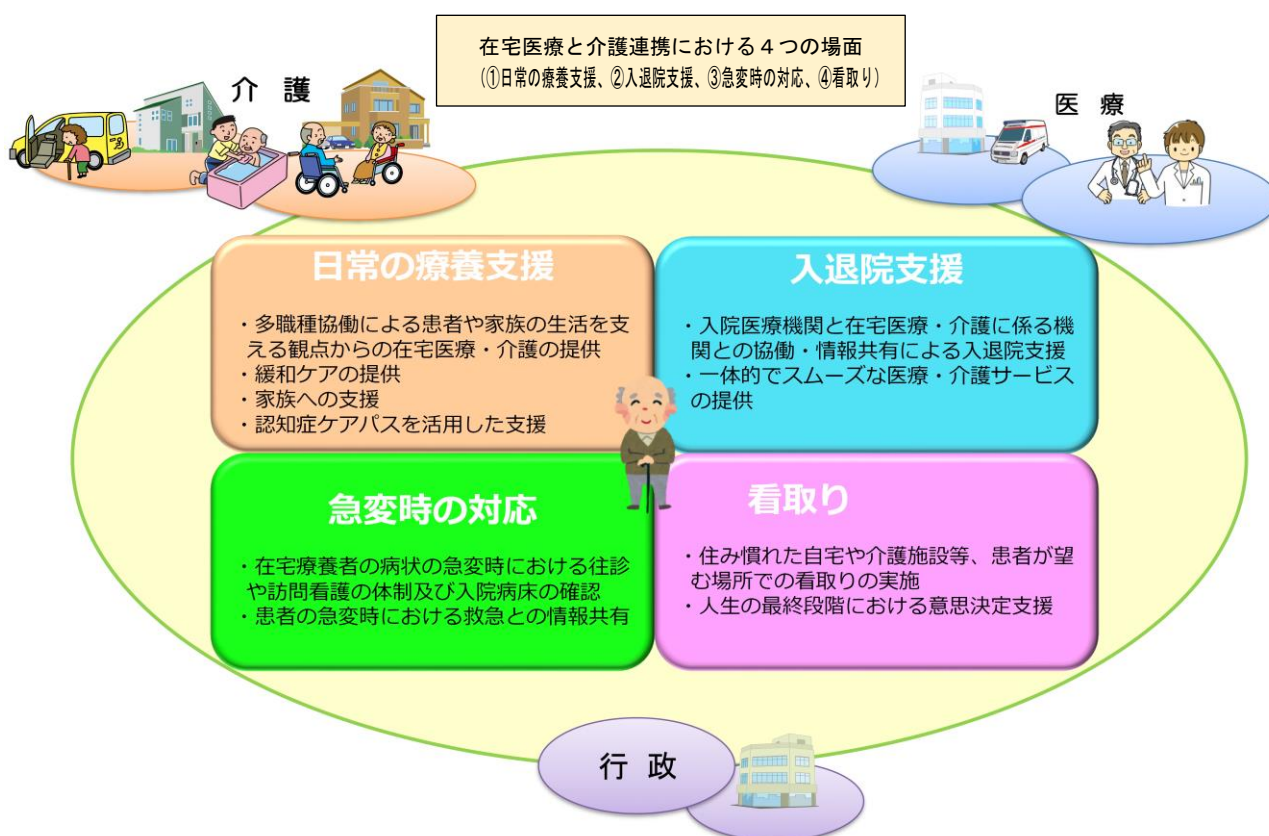 在宅医療と介護連携における４つの場面
(①日常の療養支援、②入退院支援、③急変時の対応、④看取り)
介 護
医 療
日常の療養支援
・多職種協働による患者や家族の生活を支
える観点からの在宅医療・介護の提供
・緩和ケアの提供
・家族への支援
・認知症ケアパスを活用した支援
入退院支援
・入院医療機関と在宅医療・介護に係る機
関との協働・情報共有による入退院支援
・一体的でスムーズな医療・介護サービス
の提供
急変時の対応
・在宅療養者の病状の急変時における往診
や訪問看護の体制及び入院病床の確認
・患者の急変時における救急との情報共有
看取り
・住み慣れた自宅や介護施設等、患者が望
む場所での看取りの実施
・人生の最終段階における意思決定支援
行 政